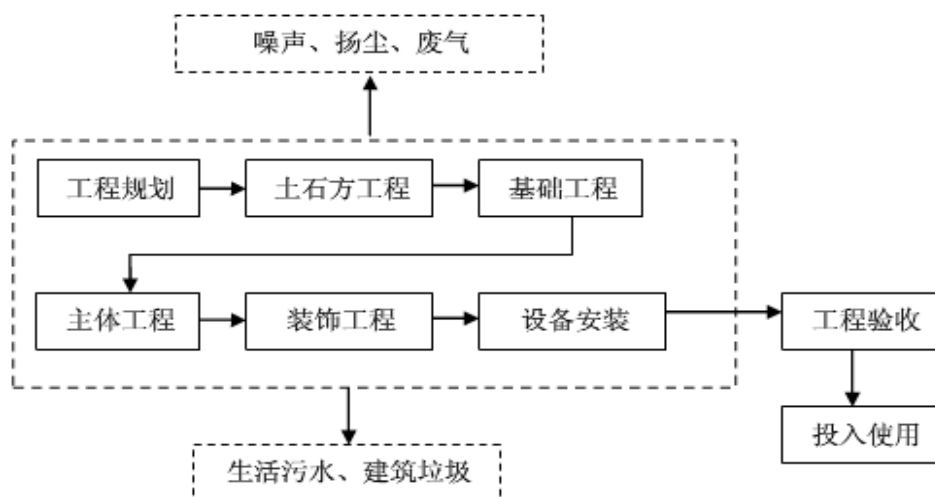 噪声、扬尘、废气
工程规划
土石方工程
基础工程
主体工程
装饰工程
设备安装
工程验收
投入使用
生活污水、建筑垃圾